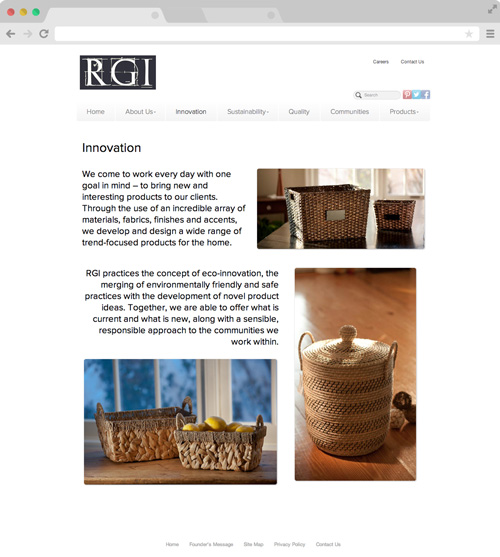 RGI
Careers Contact Us
Search
Home About Us Innovation Sustainability Quality Communities Products
Innovation
We come to work every day with one
goal in mind – to bring new and
interesting products to our clients.
Through the use of an incredible array of
materials, fabrics, finishes and accents,
we develop and design a wide range of
trend-focused products for the home.
RGI practices the concept of eco-innovation, the
merging of environmentally friendly and safe
practices with the development of novel product
ideas. Together, we are able to offer what is
current and what is new, along with a sensible,
responsible approach to the communities we
work within.
Home Founder's Message Site Map Privacy Policy Contact Us